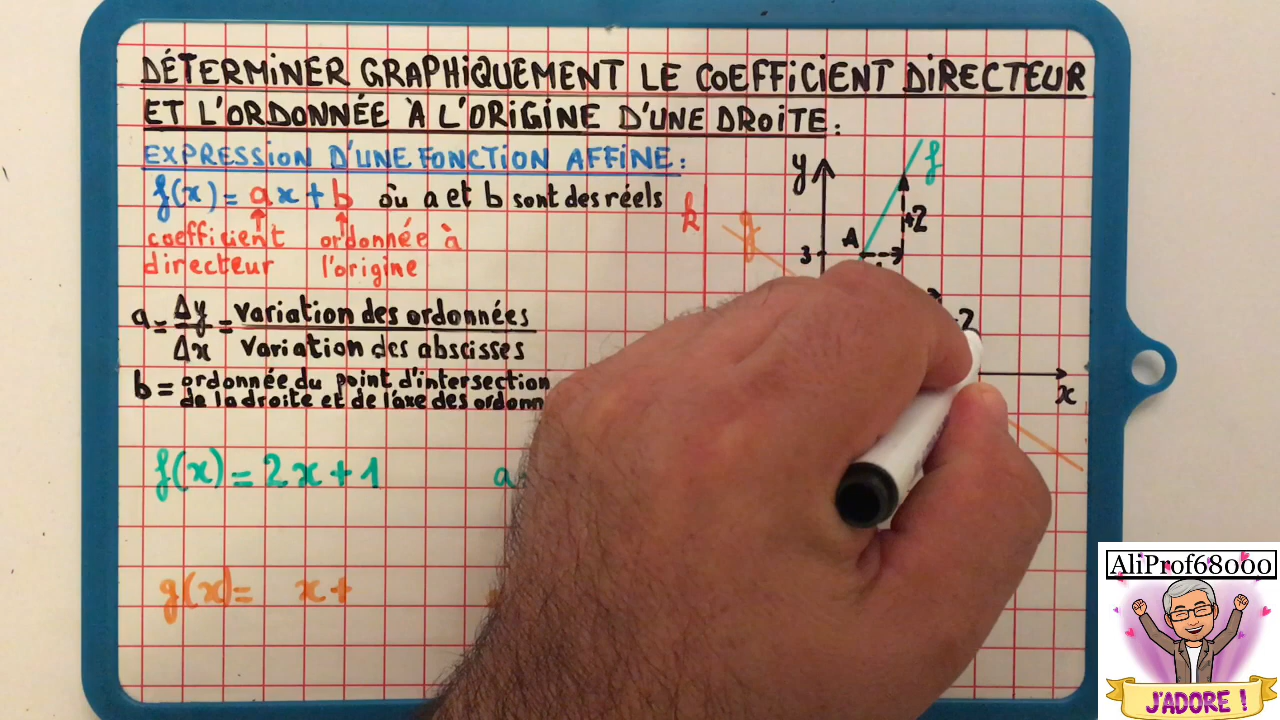 DÉTERMINER GRAPHIQUEMENT LE COEFFICIENT DIRECTEUR
ET L'ORDONNÉE À L'ORIGINE D'UNE DROITE :
EXPRESSION D'UNE FONCTION AFFINE :
f(x) = ax + b où a et b sont des réels
coefficient ordonnée à
directeur l'origine
a = Δy/Δx = variation des ordonnées
variation des abscisses
b = ordonnée du point d'intersection
de la droite et de l'axe des ordonn
f(x) = 2x + 1 a
g(x) = x +
y
f
+2
h
g
A
3
2
x
AliProf68000
J'ADORE !